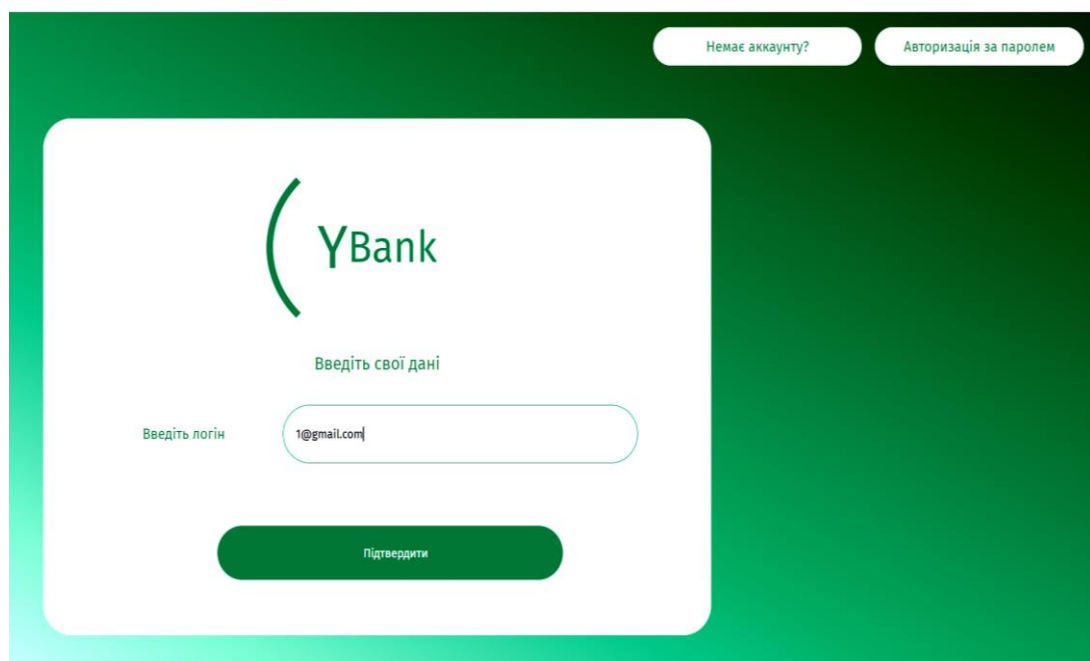 Немає аккаунту?
Авторизація за паролем
YBank
Введіть свої дані
Введіть логін
1@gmail.com
Підтвердити